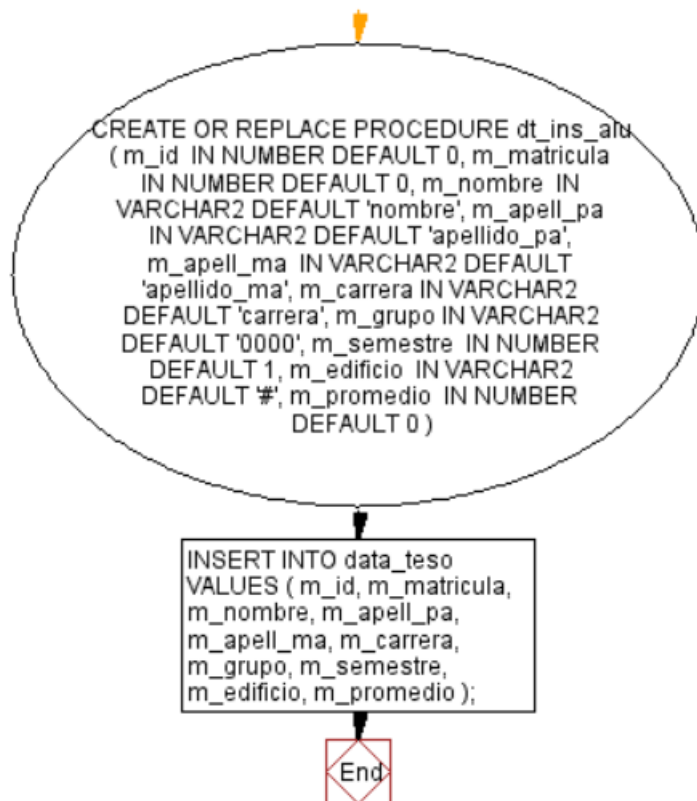 CREATE OR REPLACE PROCEDURE dt_ins_alu
( m_id IN NUMBER DEFAULT 0, m_matricula
IN NUMBER DEFAULT 0, m_nombre IN
VARCHAR2 DEFAULT 'nombre', m_apell_pa
IN VARCHAR2 DEFAULT 'apellido_pa',
m_apell_ma IN VARCHAR2 DEFAULT
'apellido_ma', m_carrera IN VARCHAR2
DEFAULT 'carrera', m_grupo IN VARCHAR2
DEFAULT '0000', m_semestre IN NUMBER
DEFAULT 1, m_edificio IN VARCHAR2
DEFAULT '#', m_promedio IN NUMBER
DEFAULT 0 )
INSERT INTO data_teso
VALUES ( m_id, m_matricula,
m_nombre, m_apell_pa,
m_apell_ma, m_carrera,
m_grupo, m_semestre,
m_edificio, m_promedio );
End